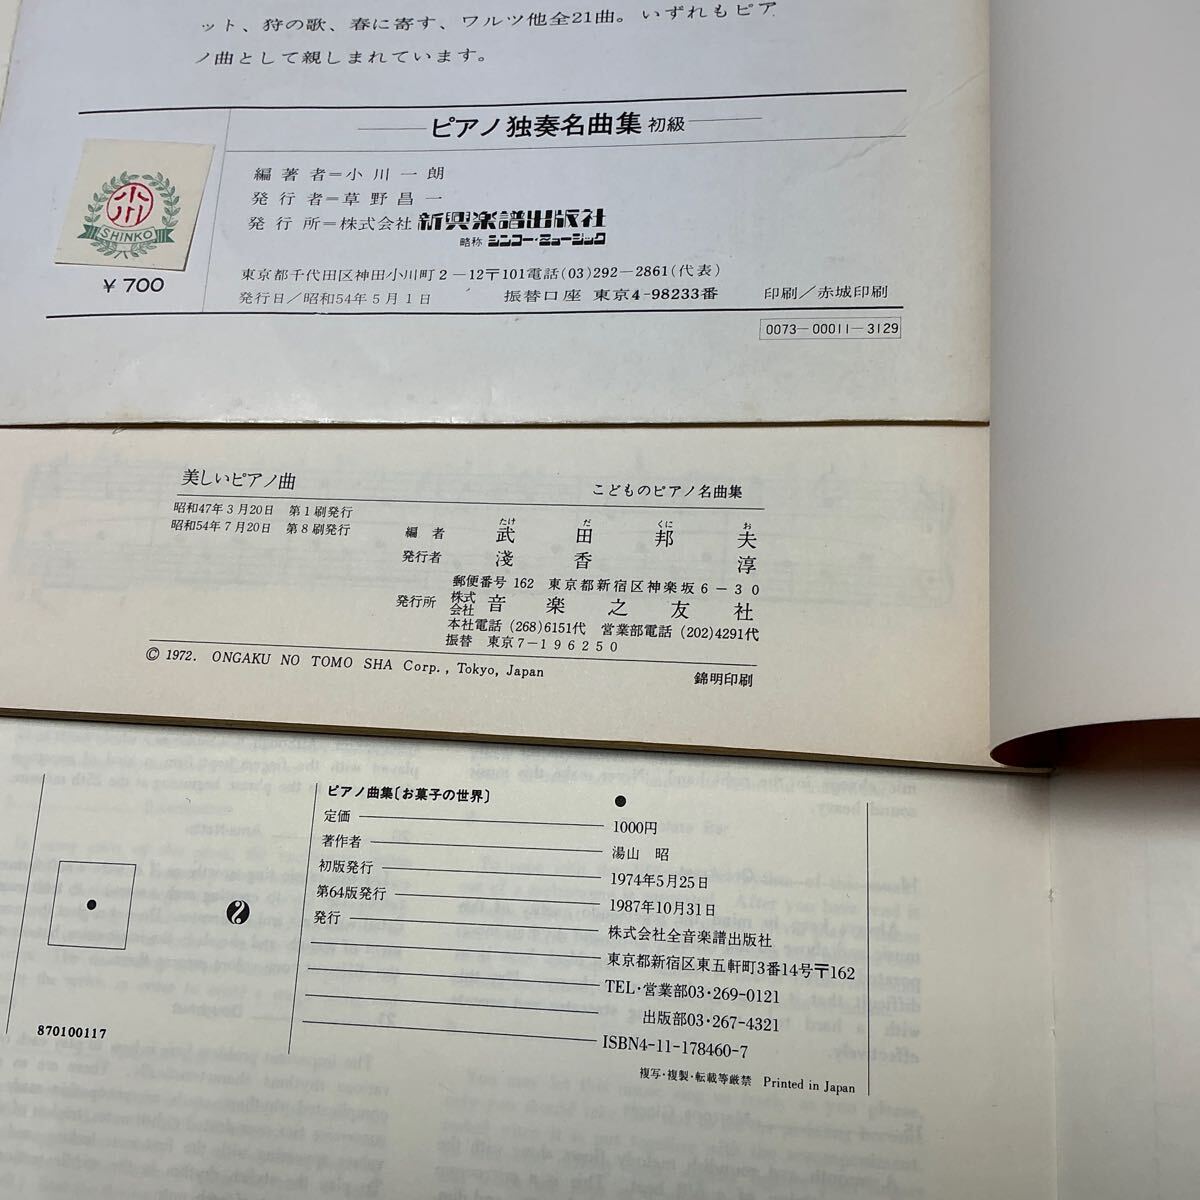 ット、狩の歌、春に寄す、ワルツ他全21曲。いずれもピア
ノ曲として親しまれています。
ピアノ独奏名曲集 初級
編著者=小川一朗
発行者=草野昌一
発行所=株式会社 新興楽譜出版社
略称 シンコー・ミュージック
小川
SHINKO
¥700
東京都千代田区神田小川町2-12〒101電話(03)292-2861(代表)
発行日/昭和54年5月1日 振替口座 東京4-98233番 印刷/赤城印刷
0073-00011-3129
美しいピアノ曲 こどものピアノ名曲集
昭和47年3月20日 第1刷発行
昭和54年7月20日 第8刷発行
たけ だ くに お
編者 武田邦夫
発行者 淺香淳
郵便番号 162 東京都新宿区神楽坂6-30
発行所 株式会社 音楽之友社
本社電話 (268)6151代 営業部電話 (202)4291代
振替 東京7-196250
© 1972. ONGAKU NO TOMO SHA Corp., Tokyo, Japan
錦明印刷
ピアノ曲集〔お菓子の世界〕
定価 1000円
著作者 湯山 昭
初版発行 1974年5月25日
第64版発行 1987年10月31日
発行 株式会社全音楽譜出版社
東京都新宿区東五軒町3番14号〒162
TEL・営業部03・269-0121
出版部03・267-4321
ISBN4-11-178460-7
複写・複製・転載等厳禁 Printed in Japan
870100117